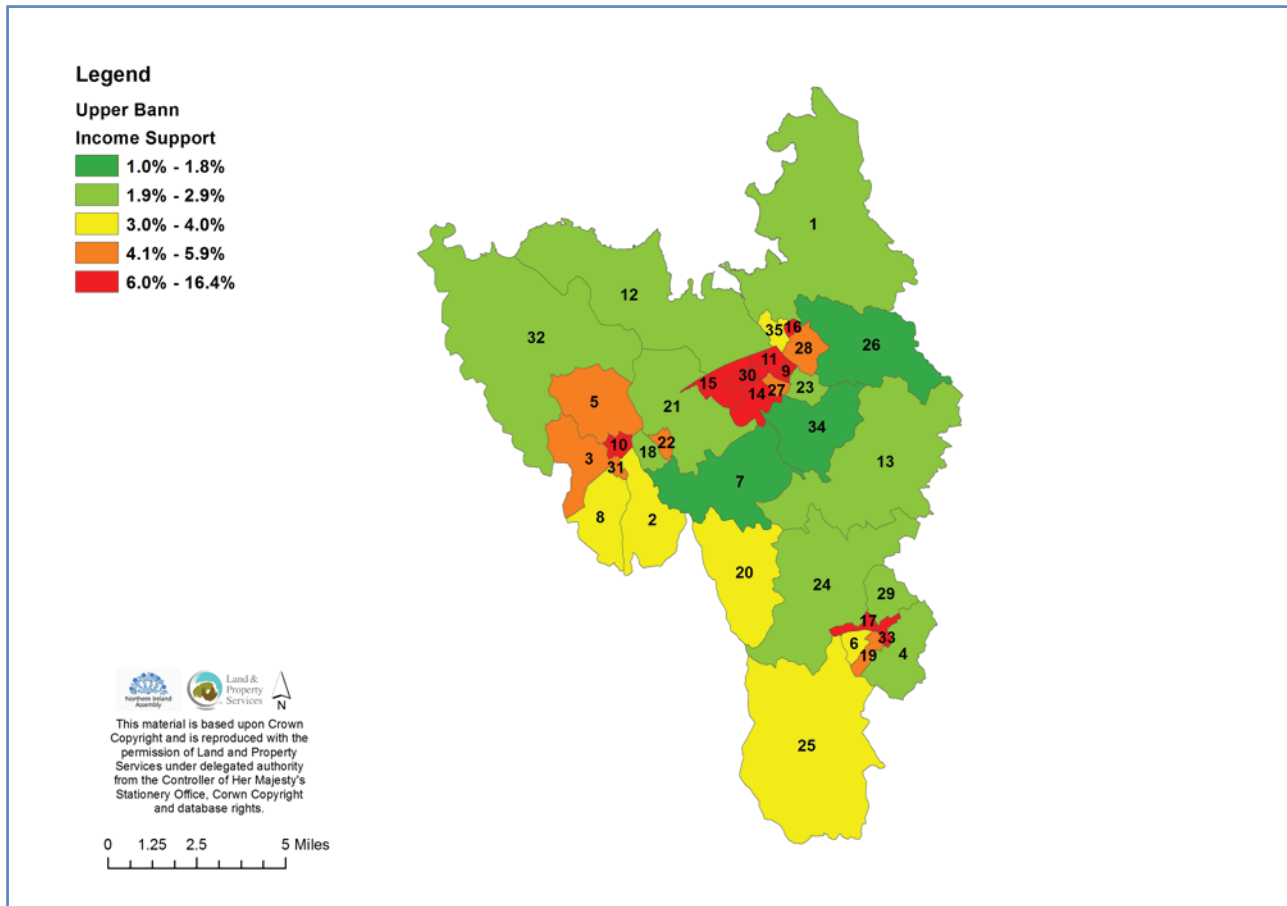 Legend
Upper Bann
Income Support
1.0% - 1.8%
1.9% - 2.9%
3.0% - 4.0%
4.1% - 5.9%
6.0% - 16.4%
1
12
32
35
16
28
26
11
9
30
15
14
27
23
5
21
34
10
18
22
3
31
13
7
8
2
20
24
29
17
6
33
19
4
25
Northern Ireland
Assembly
Land &
Property
Services
N
This material is based upon Crown
Copyright and is reproduced with the
permission of Land and Property
Services under delegated authority
from the Controller of Her Majesty's
Stationery Office, Corwn Copyright
and database rights.
0 1.25 2.5 5 Miles